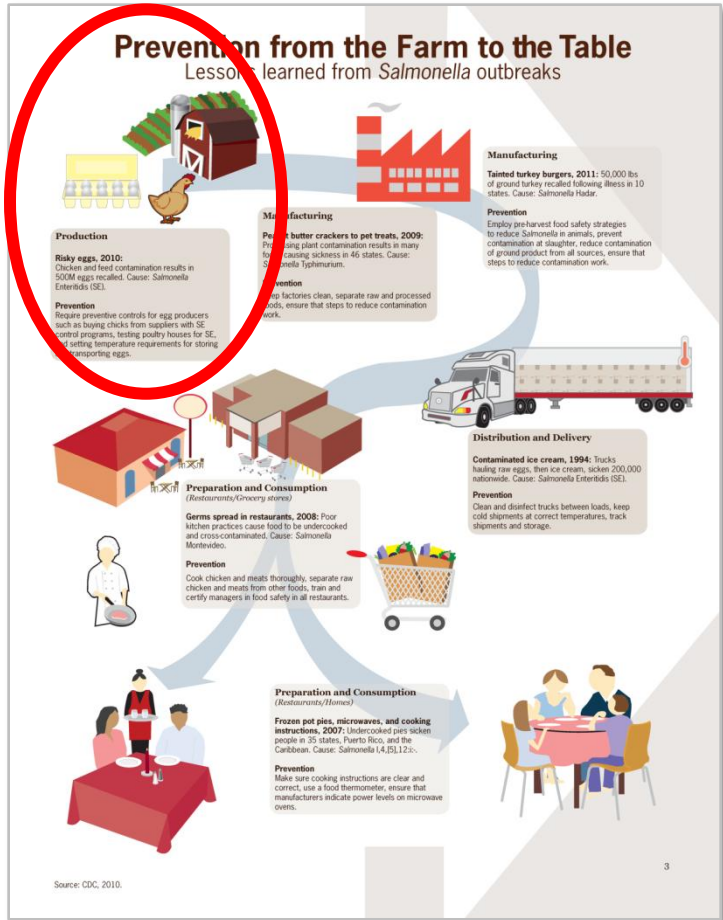 Prevention from the Farm to the Table
Lessons learned from Salmonella outbreaks
Production
Risky eggs, 2010:
Chicken and feed contamination results in
500M eggs recalled. Cause: Salmonella
Enteritidis (SE).
Prevention
Require preventive controls for egg producers
such as buying chicks from suppliers with SE
control programs, testing poultry houses for SE,
and setting temperature requirements for storing
and transporting eggs.
Manufacturing
Peanut butter crackers to pet treats, 2009:
Processing plant contamination results in many
foods causing sickness in 46 states. Cause:
Salmonella Typhimurium.
Prevention
Keep factories clean, separate raw and processed
foods, ensure that steps to reduce contamination
work.
Manufacturing
Tainted turkey burgers, 2011: 50,000 lbs
of ground turkey recalled following illness in 10
states. Cause: Salmonella Hadar.
Prevention
Employ pre-harvest food safety strategies
to reduce Salmonella in animals, prevent
contamination at slaughter, reduce contamination
of ground product from all sources, ensure that
steps to reduce contamination work.
Distribution and Delivery
Contaminated ice cream, 1994: Trucks
hauling raw eggs, then ice cream, sicken 200,000
nationwide. Cause: Salmonella Enteritidis (SE).
Prevention
Clean and disinfect trucks between loads, keep
cold shipments at correct temperatures, track
shipments and storage.
Preparation and Consumption
(Restaurants/Grocery stores)
Germs spread in restaurants, 2008: Poor
kitchen practices cause food to be undercooked
and cross-contaminated. Cause: Salmonella
Montevideo.
Prevention
Cook chicken and meats thoroughly, separate raw
chicken and meats from other foods, train and
certify managers in food safety in all restaurants.
Preparation and Consumption
(Restaurants/Homes)
Frozen pot pies, microwaves, and cooking
instructions, 2007: Undercooked pies sicken
people in 35 states, Puerto Rico, and the
Caribbean. Cause: Salmonella I,4,[5],12:i:-.
Prevention
Make sure cooking instructions are clear and
correct, use a food thermometer, ensure that
manufacturers indicate power levels on microwave
ovens.
3
Source: CDC, 2010.